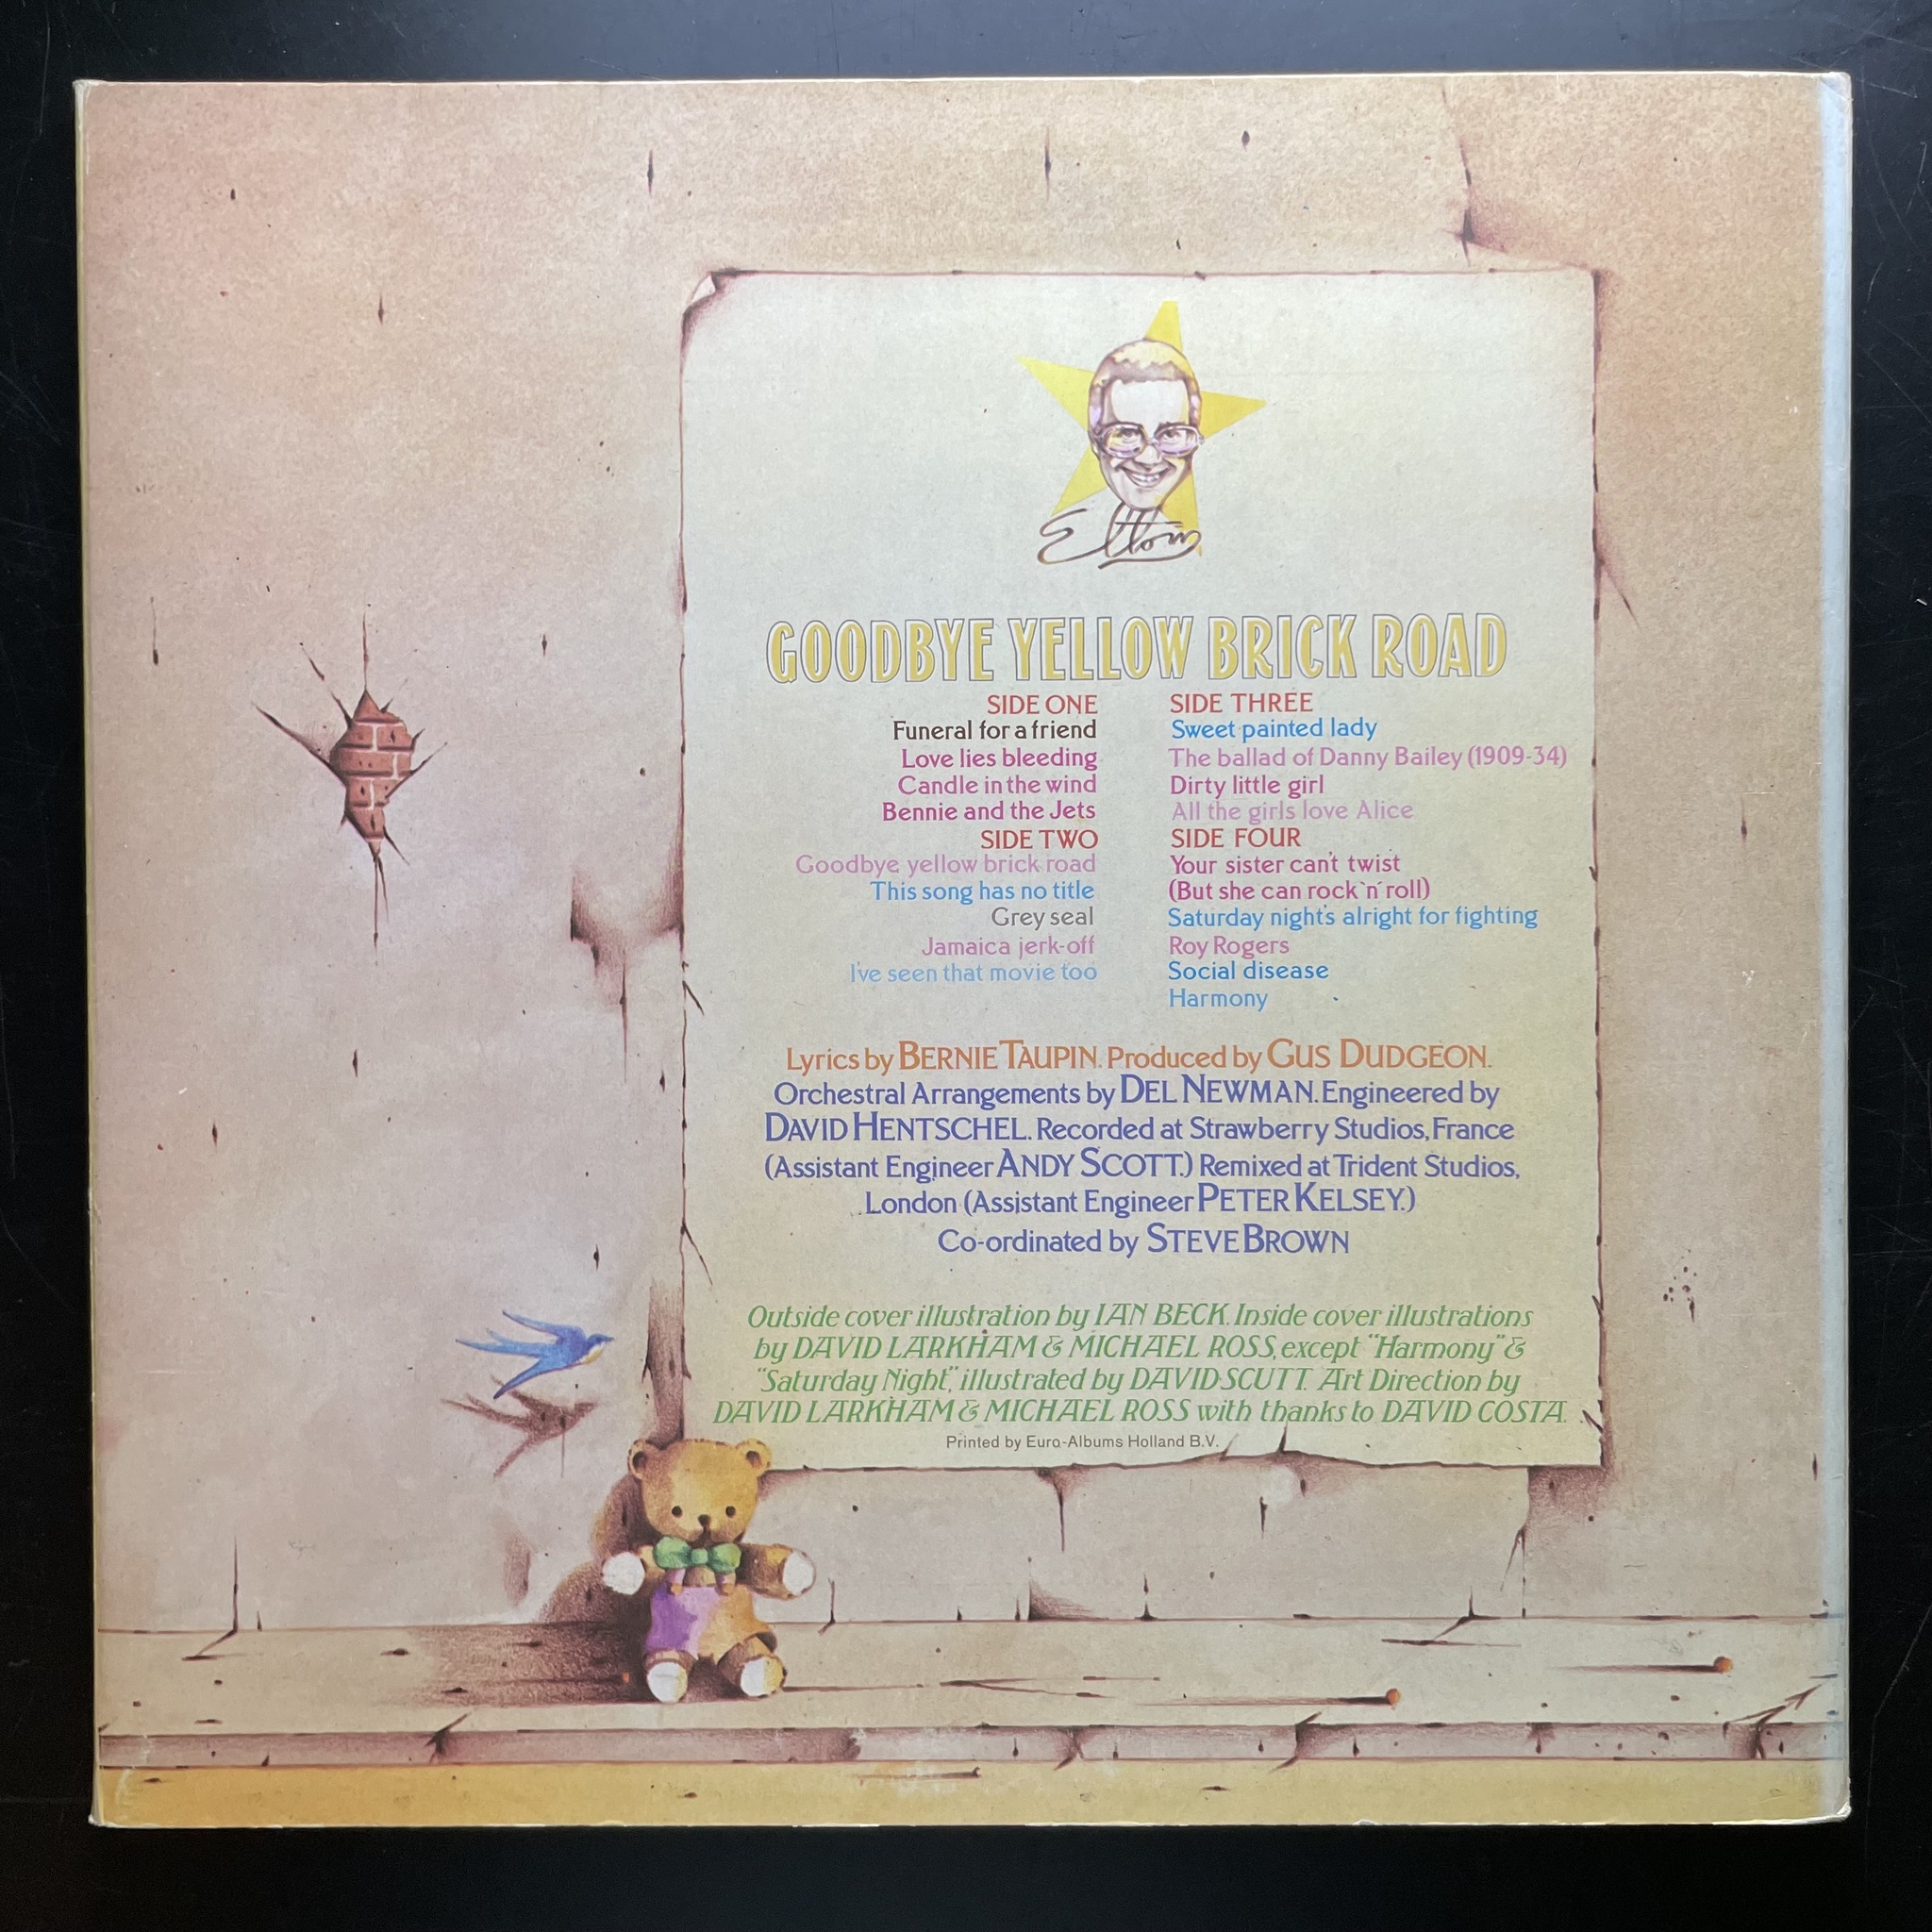 Elton
GOODBYE YELLOW BRICK ROAD
SIDE ONE
Funeral for a friend
Love lies bleeding
Candle in the wind
Bennie and the Jets
SIDE TWO
Goodbye yellow brick road
This song has no title
Grey seal
Jamaica jerk-off
I've seen that movie too
SIDE THREE
Sweet painted lady
The ballad of Danny Bailey (1909-34)
Dirty little girl
All the girls love Alice
SIDE FOUR
Your sister can't twist
(But she can rock 'n' roll)
Saturday night's alright for fighting
Roy Rogers
Social disease
Harmony
Lyrics by BERNIE TAUPIN. Produced by GUS DUDGEON.
Orchestral Arrangements by DEL NEWMAN. Engineered by
DAVID HENTSCHEL. Recorded at Strawberry Studios, France
(Assistant Engineer ANDY SCOTT.) Remixed at Trident Studios,
London (Assistant Engineer PETER KELSEY.)
Co-ordinated by STEVE BROWN
Outside cover illustration by IAN BECK. Inside cover illustrations
by DAVID LARKHAM & MICHAEL ROSS, except "Harmony" &
"Saturday Night", illustrated by DAVID SCUTT. Art Direction by
DAVID LARKHAM & MICHAEL ROSS with thanks to DAVID COSTA.
Printed by Euro-Albums Holland B.V.